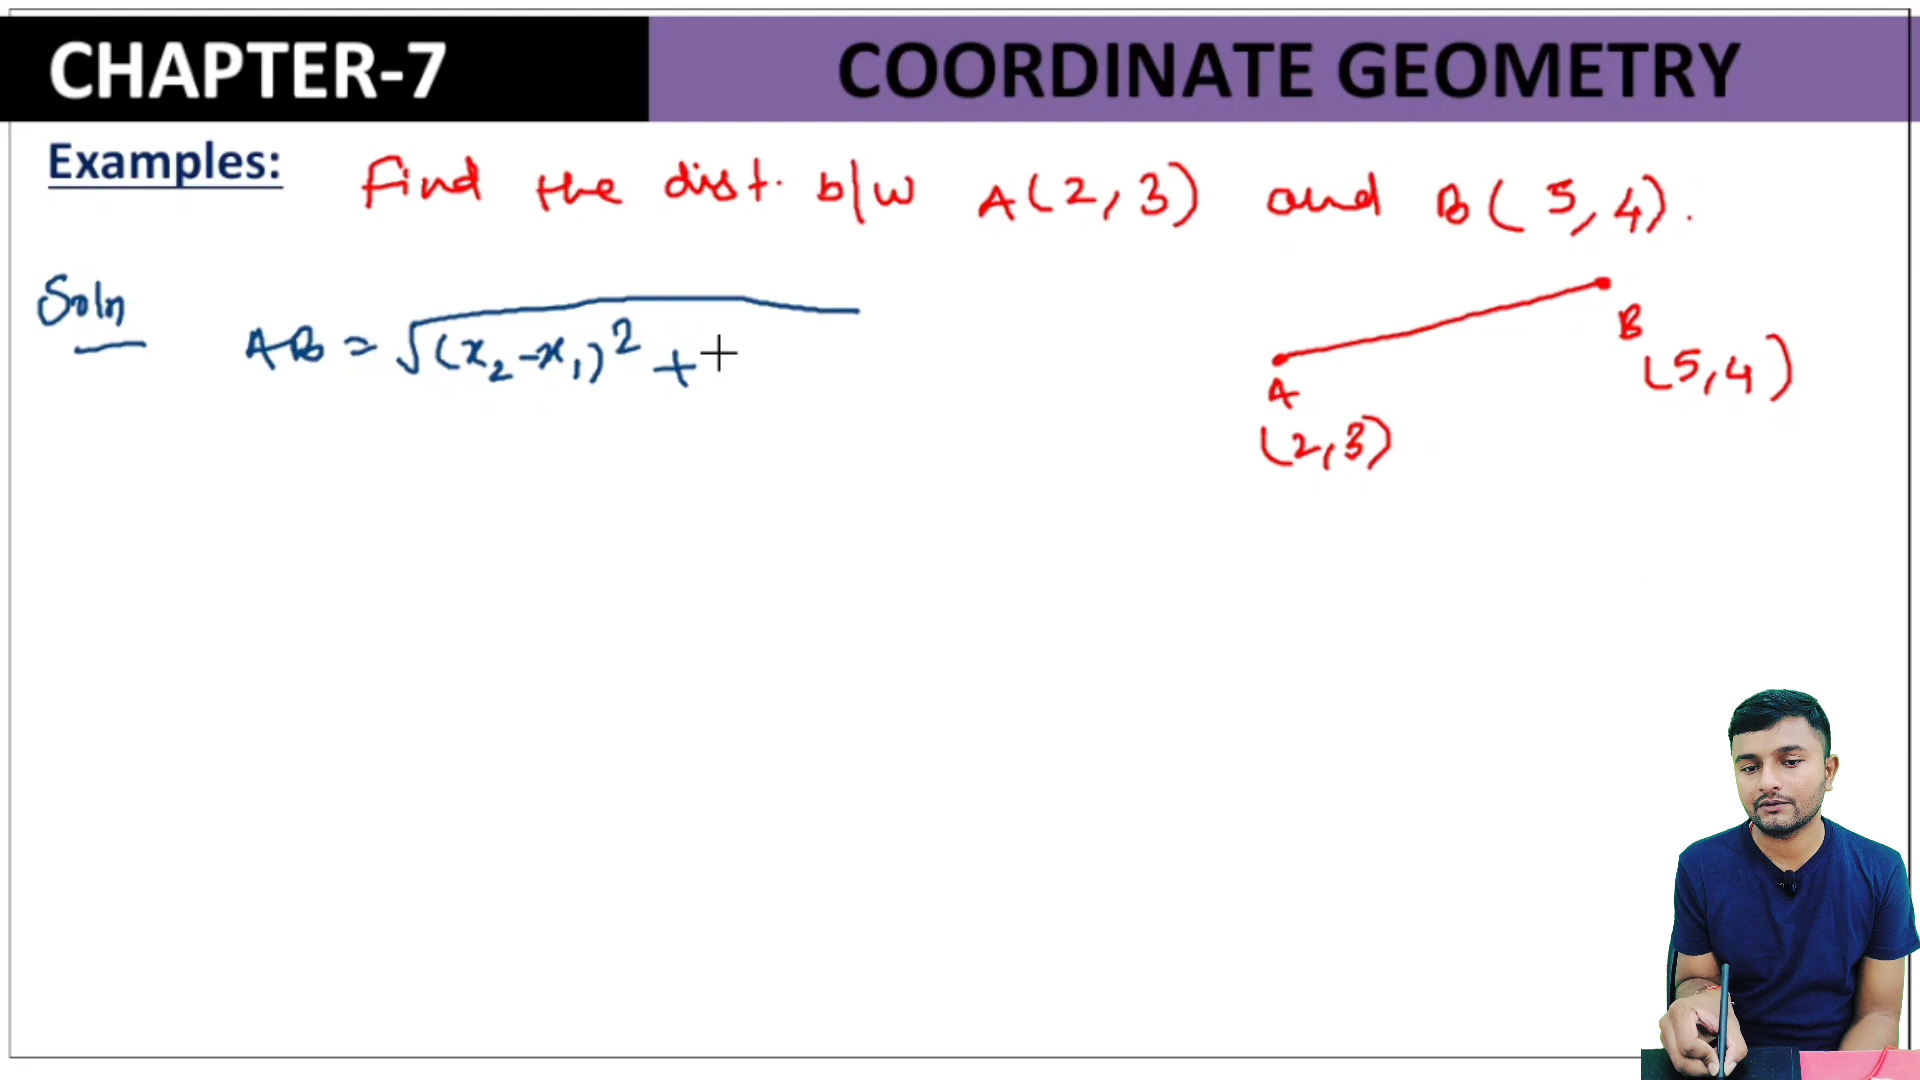 CHAPTER-7 COORDINATE GEOMETRY
Examples: Find the dist. b/w A(2,3) and B(5,4).
Soln
AB = √(x₂-x₁)² +
A
(2,3)
B
(5,4)